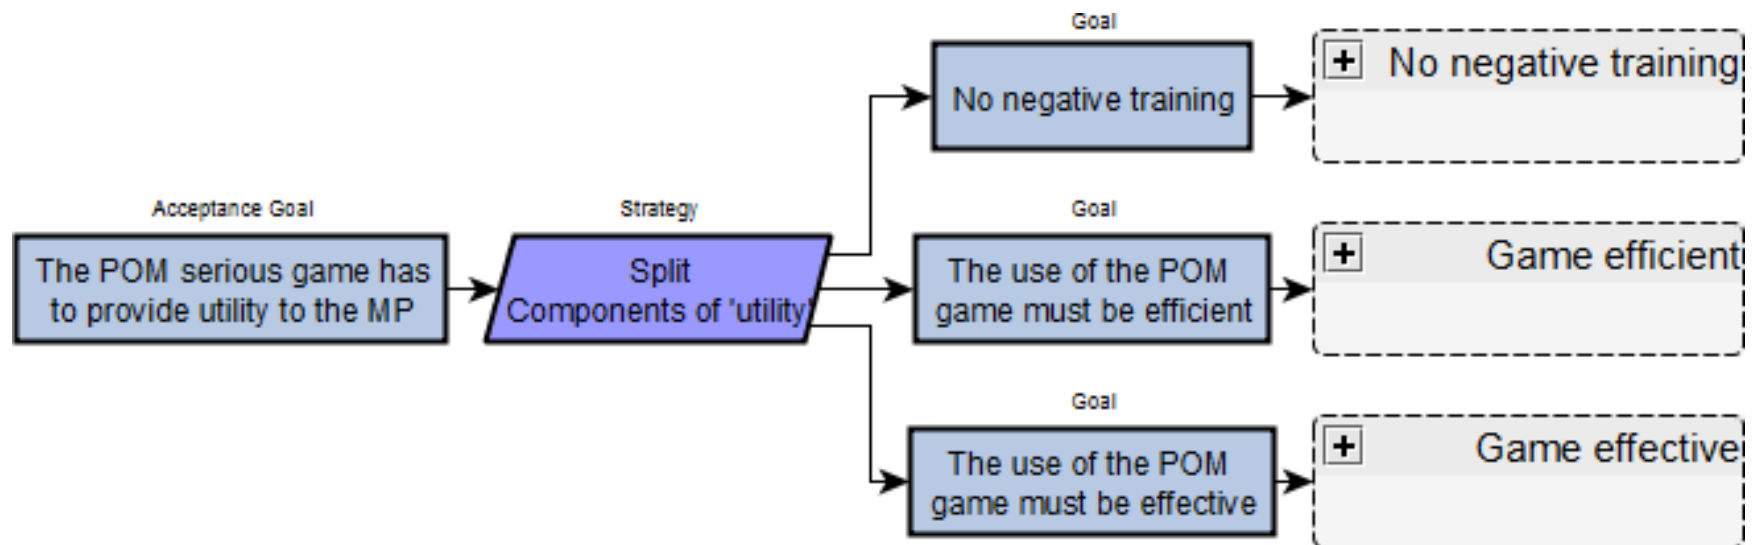 Goal
No negative training
No negative training
Acceptance Goal
The POM serious game has
to provide utility to the MP
Strategy
Split
Components of 'utility'
Goal
The use of the POM
game must be efficient
Game efficient
Goal
The use of the POM
game must be effective
Game effective